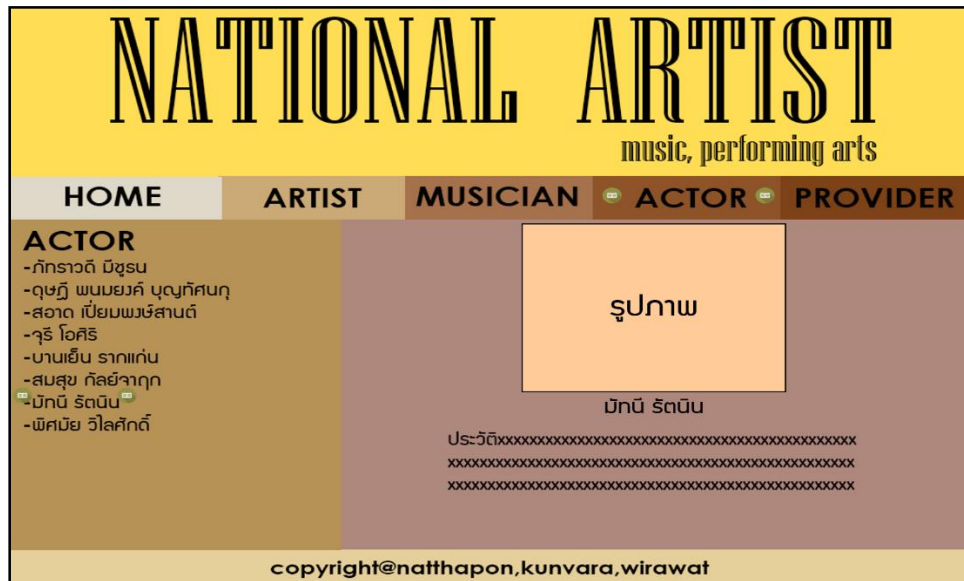 NATIONAL ARTIST
music, performing arts
HOME ARTIST MUSICIAN ACTOR PROVIDER
ACTOR
-ภัทราวดี มีชูธน
-ดุษฎี พนมยงค์ บุญทัศนกุ
-สอาด เปี่ยมพงษ์สานต์
-จุรี โอศิริ
-บานเย็น รากแก่น
-สมสุข กัลย์จาฤก
-มัทนี รัตนิน
-พิศมัย วิไลศักดิ์
รูปภาพ
มัทนี รัตนิน
ประวัติxxxxxxxxxxxxxxxxxxxxxxxxxxxxxxxxxxxxxxxxxxxxx
xxxxxxxxxxxxxxxxxxxxxxxxxxxxxxxxxxxxxxxxxxxxxxxxxxx
xxxxxxxxxxxxxxxxxxxxxxxxxxxxxxxxxxxxxxxxxxxxxxxxxxx
copyright@natthapon,kunvara,wirawat